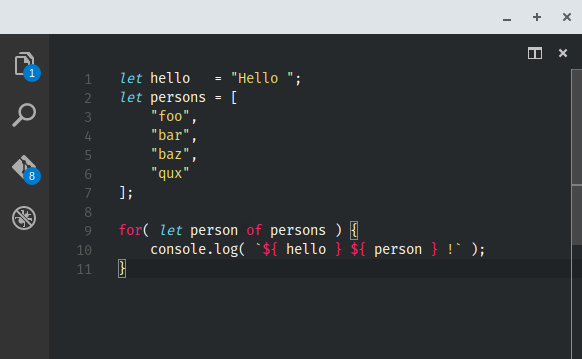 1
8
1 let hello   = "Hello ";
2 let persons = [
3     "foo",
4     "bar",
5     "baz",
6     "qux"
7 ];
8
9 for( let person of persons ) {
10     console.log( `${ hello } ${ person } !` );
11 }